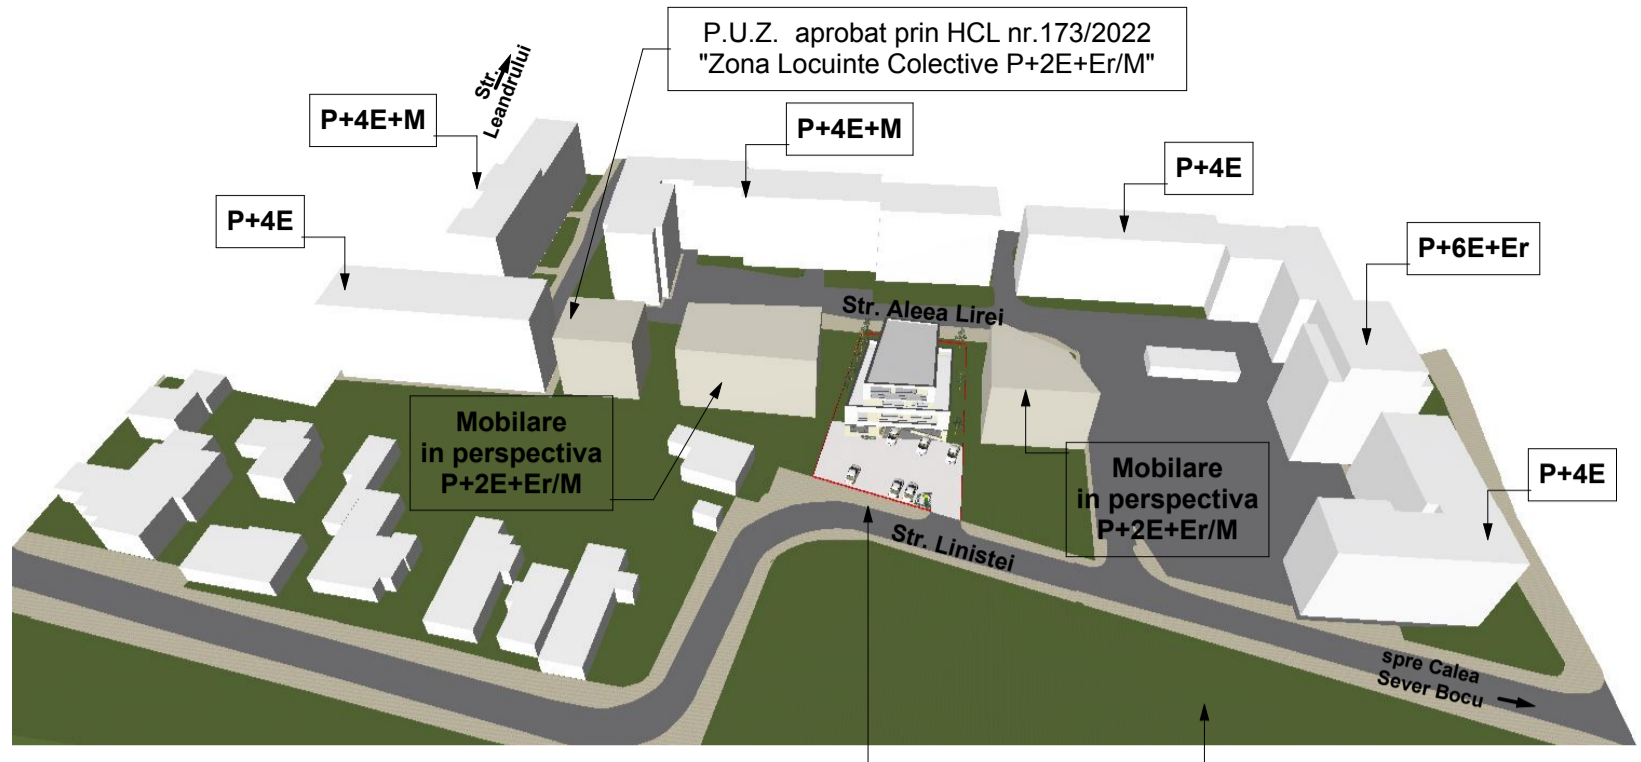 P.U.Z. aprobat prin HCL nr.173/2022
"Zona Locuinte Colective P+2E+Er/M"
Str.
Leandrului
P+4E+M
P+4E+M
P+4E
P+4E
P+6E+Er
Str. Aleea Lirei
Mobilare
in perspectiva
P+2E+Er/M
Mobilare
in perspectiva
P+2E+Er/M
P+4E
Str. Linistei
spre Calea
Sever Bocu